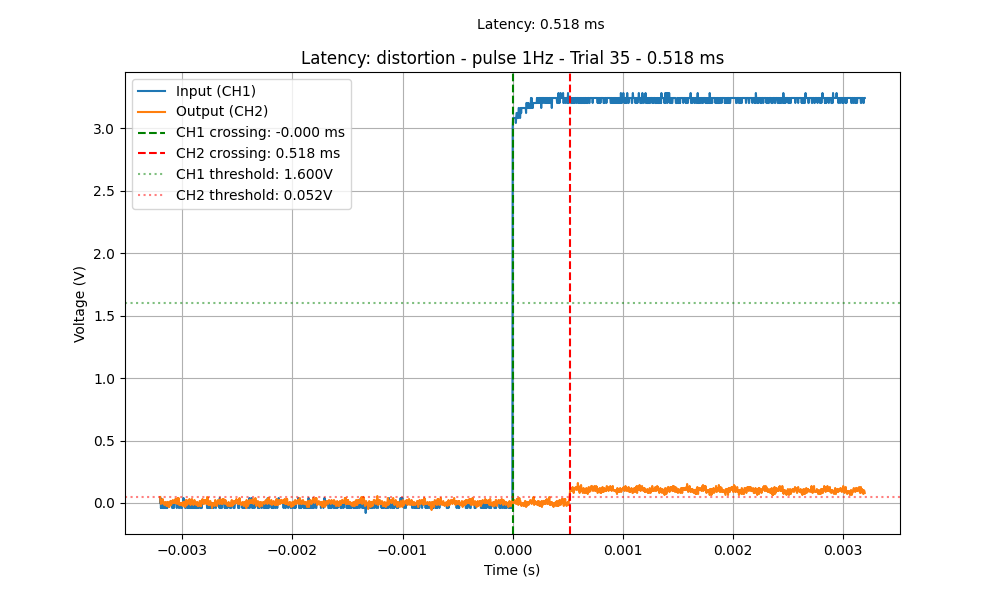 Latency: 0.518 ms
Latency: distortion - pulse 1Hz - Trial 35 - 0.518 ms
Input (CH1)
Output (CH2)
CH1 crossing: -0.000 ms
CH2 crossing: 0.518 ms
CH1 threshold: 1.600V
CH2 threshold: 0.052V
3.0
2.5
2.0
1.5
1.0
0.5
0.0
Voltage (V)
−0.003 −0.002 −0.001 0.000 0.001 0.002 0.003
Time (s)